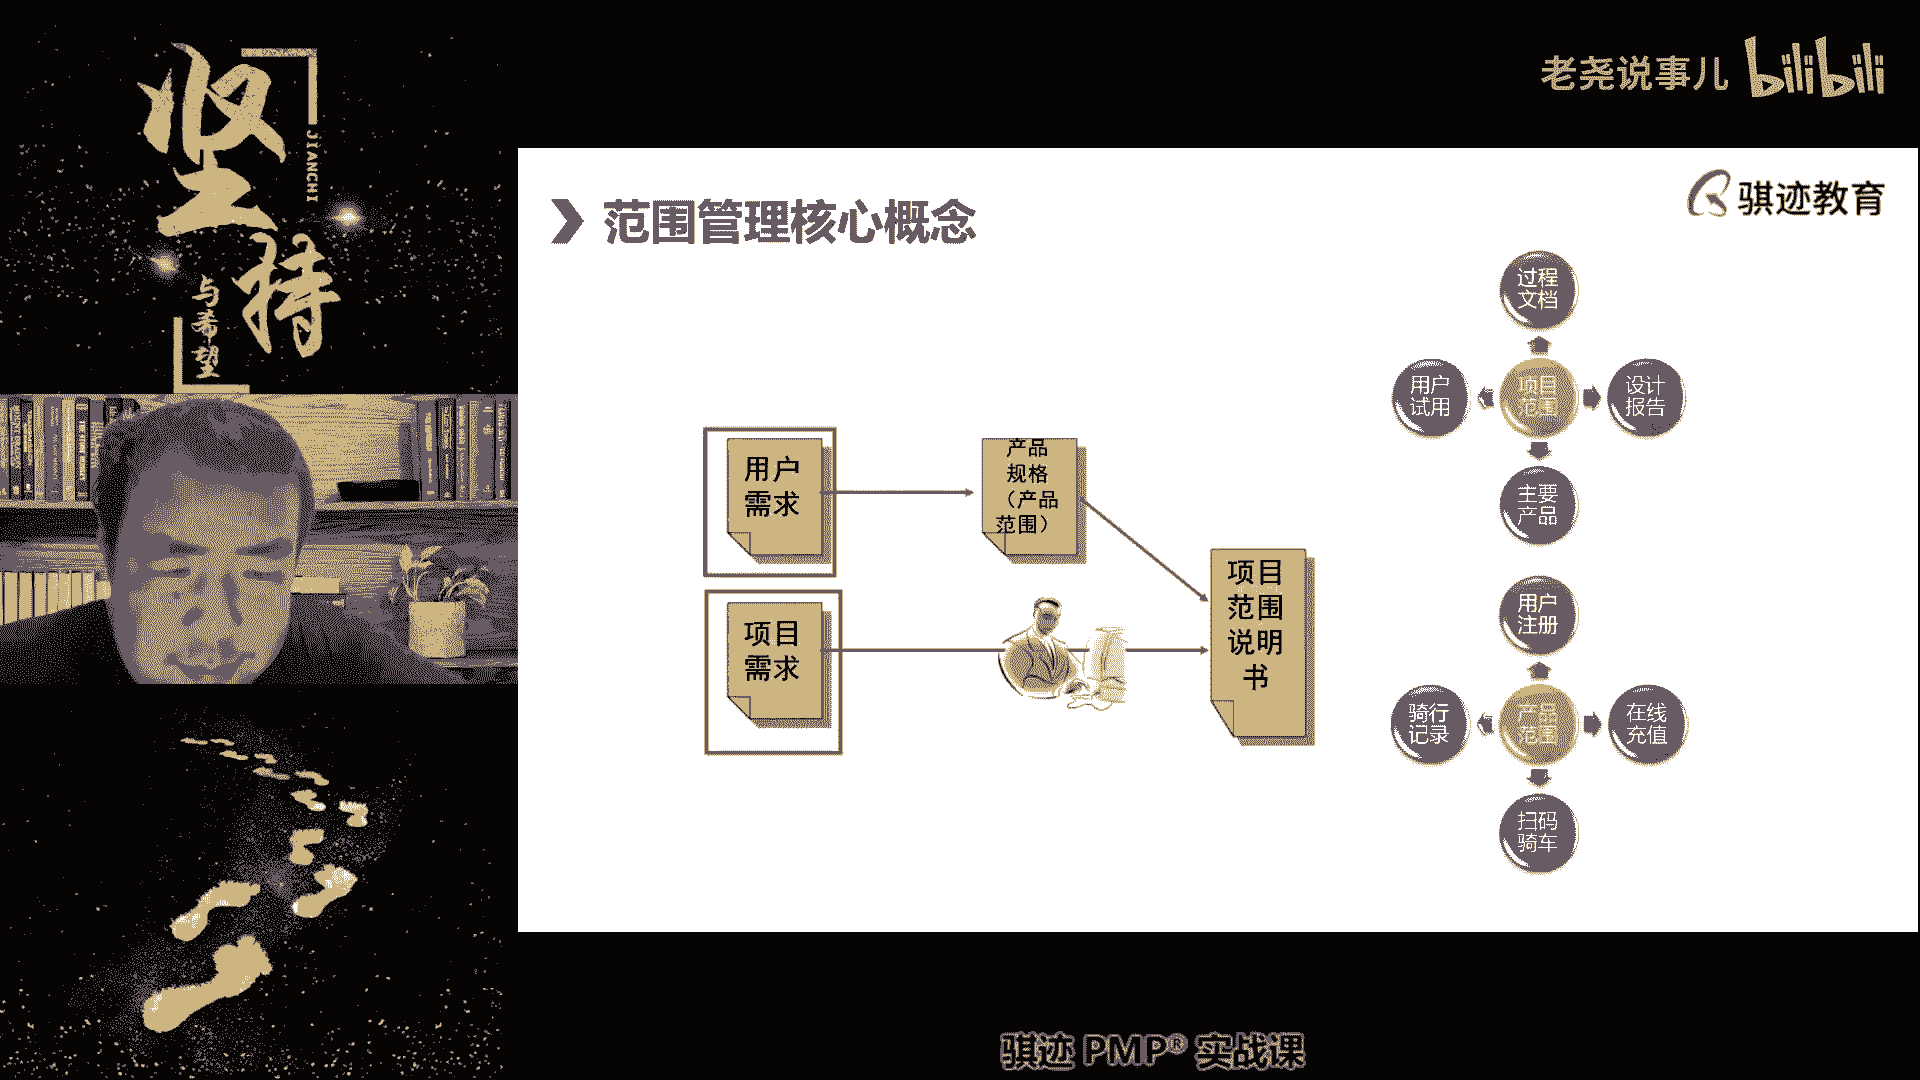 坚持
JIANCHI
与希望
老尧说事儿 bilibili
骐迹教育
范围管理核心概念
用户
需求
产品
规格
（产品
范围）
项目
需求
项目
范围
说明
书
过程
文档
用户
试用
项目
范围
设计
报告
主要
产品
用户
注册
骑行
记录
产品
范围
在线
充值
扫码
骑车
骐迹 PMP® 实战课